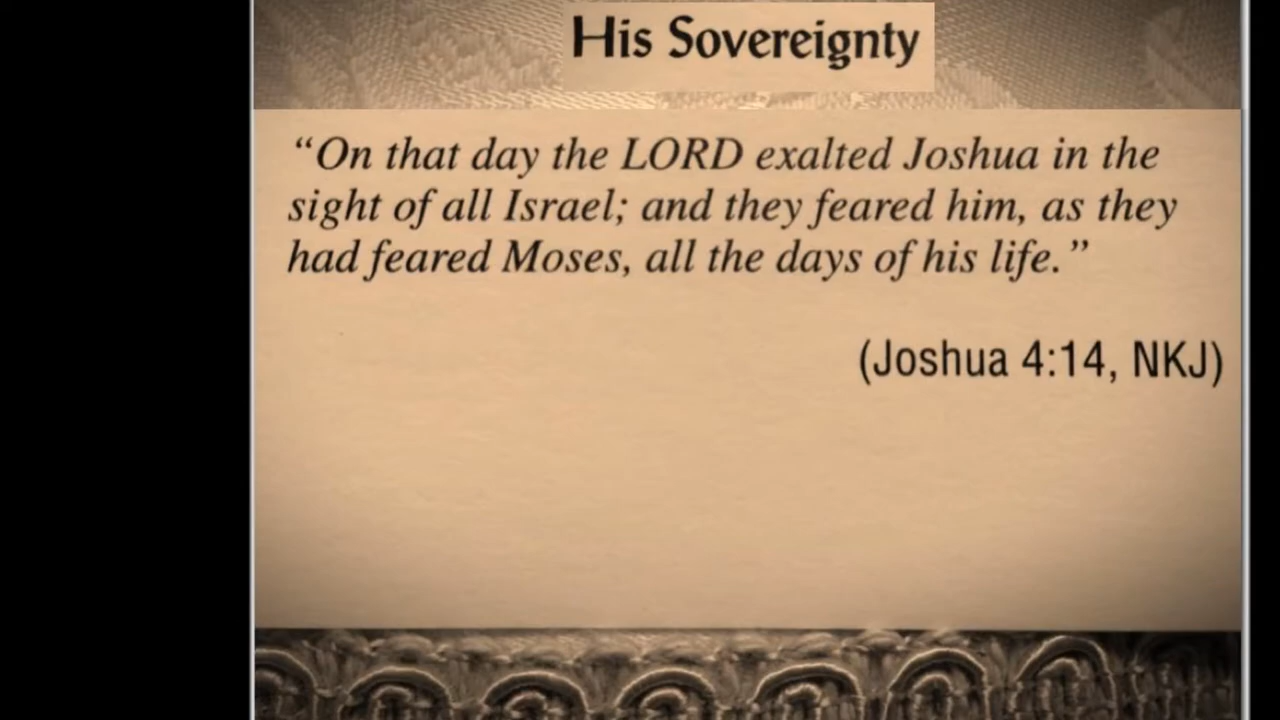 His Sovereignty
“On that day the LORD exalted Joshua in the
sight of all Israel; and they feared him, as they
had feared Moses, all the days of his life.”
(Joshua 4:14, NKJ)